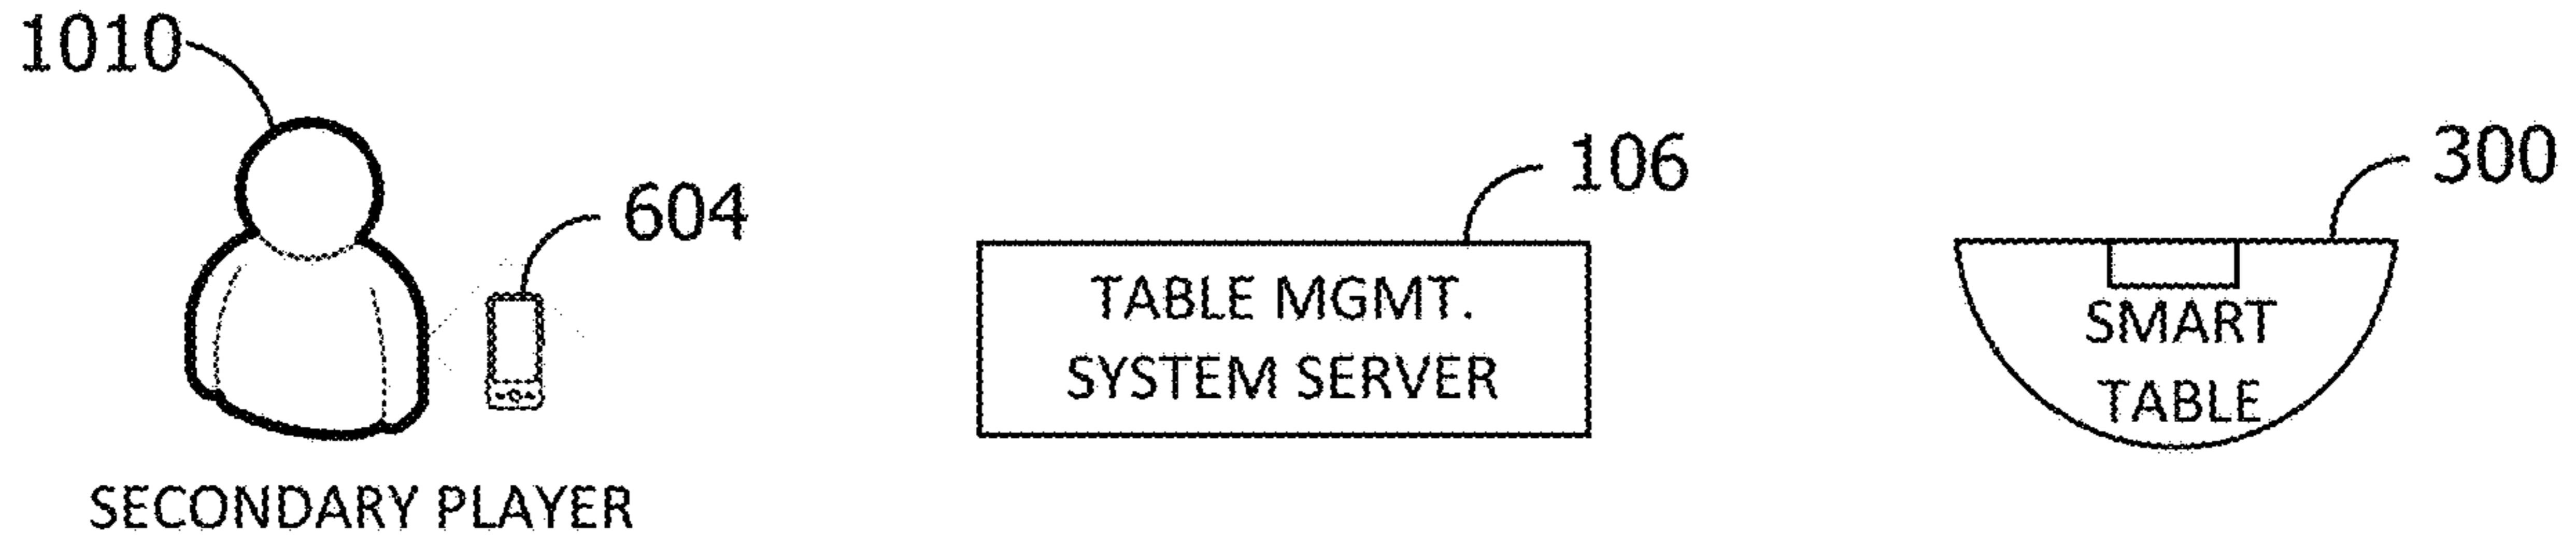 1010
604
SECONDARY PLAYER
106
TABLE MGMT.
SYSTEM SERVER
300
SMART
TABLE